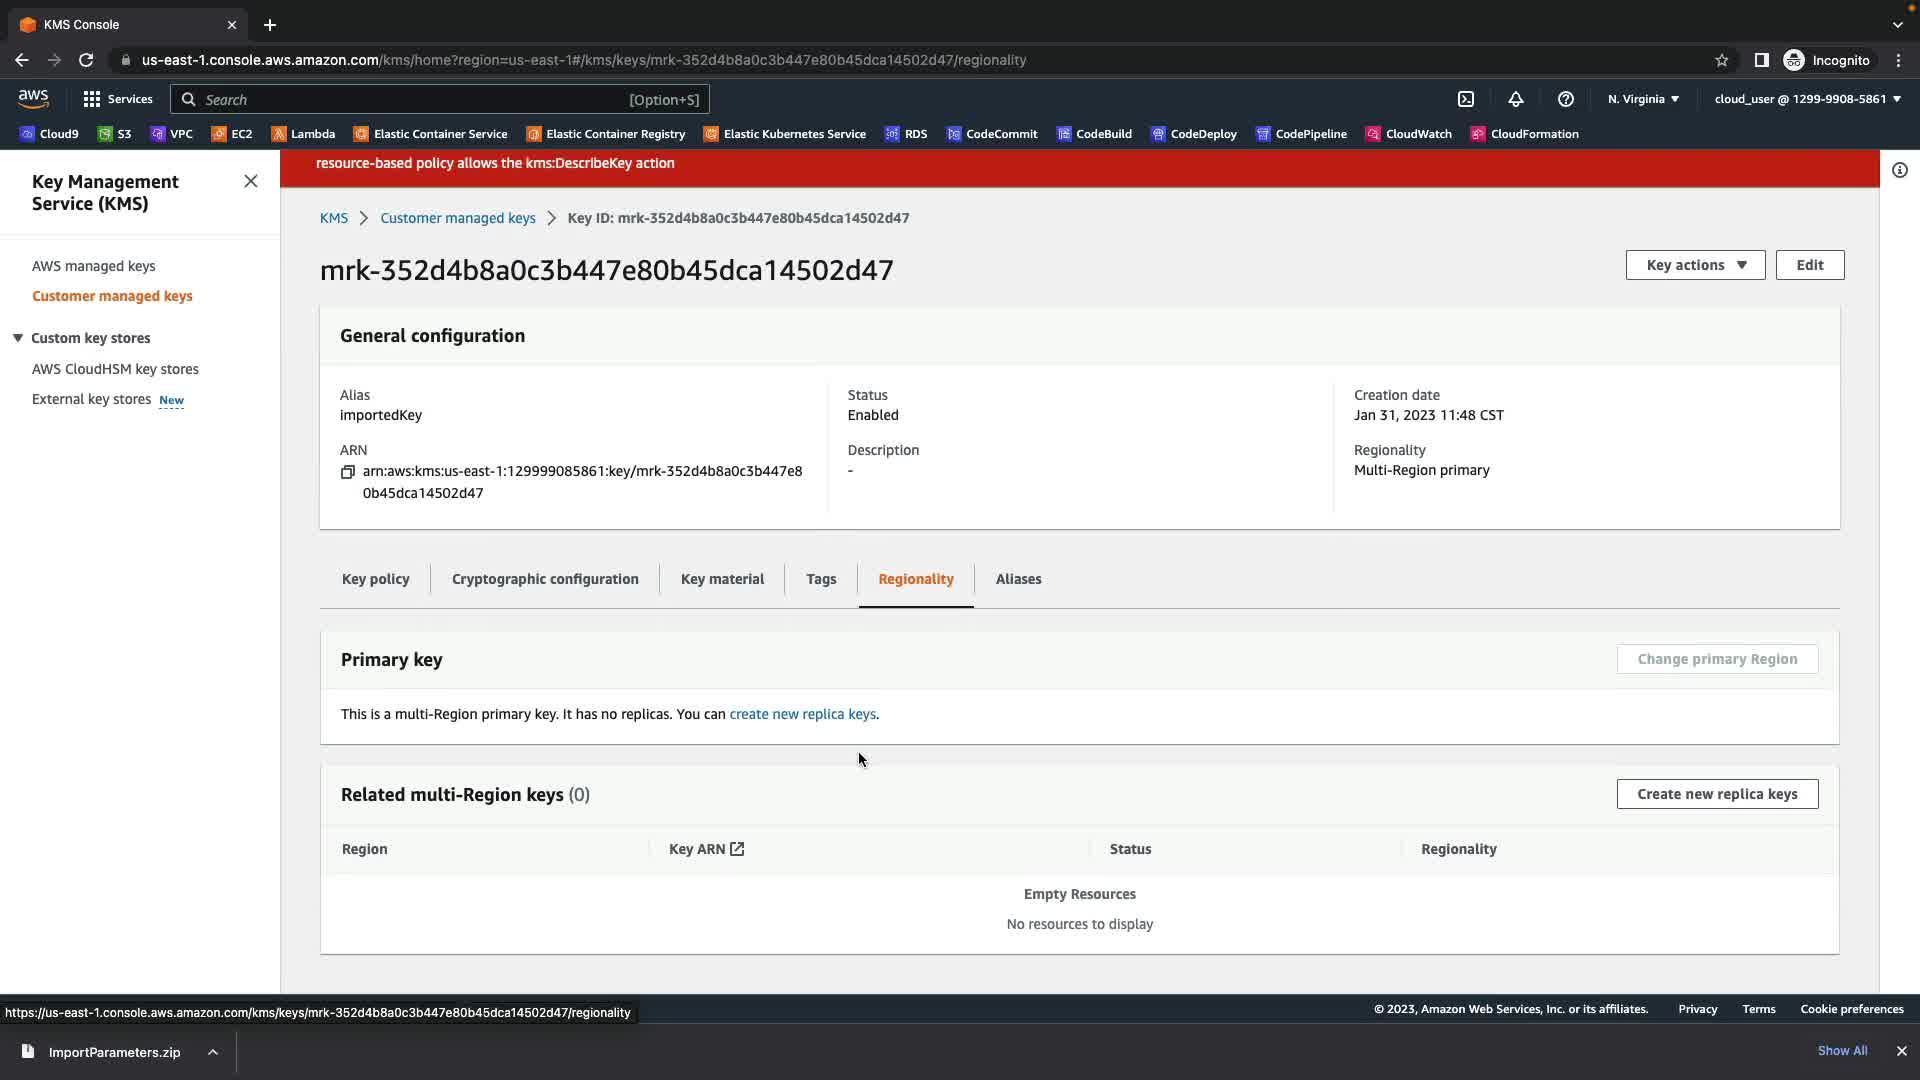 KMS Console
us-east-1.console.aws.amazon.com/kms/home?region=us-east-1#/kms/keys/mrk-352d4b8a0c3b447e80b45dca14502d47/regionality
Incognito
aws
Services
Search
[Option+S]
N. Virginia
cloud_user @ 1299-9908-5861
Cloud9
S3
VPC
EC2
Lambda
Elastic Container Service
Elastic Container Registry
Elastic Kubernetes Service
RDS
CodeCommit
CodeBuild
CodeDeploy
CodePipeline
CloudWatch
CloudFormation
resource-based policy allows the kms:DescribeKey action
Key Management
Service (KMS)
AWS managed keys
Customer managed keys
Custom key stores
AWS CloudHSM key stores
External key stores New
KMS
Customer managed keys
Key ID: mrk-352d4b8a0c3b447e80b45dca14502d47
mrk-352d4b8a0c3b447e80b45dca14502d47
Key actions
Edit
General configuration
Alias
importedKey
ARN
arn:aws:kms:us-east-1:129999085861:key/mrk-352d4b8a0c3b447e8
0b45dca14502d47
Status
Enabled
Description
-
Creation date
Jan 31, 2023 11:48 CST
Regionality
Multi-Region primary
Key policy
Cryptographic configuration
Key material
Tags
Regionality
Aliases
Primary key
Change primary Region
This is a multi-Region primary key. It has no replicas. You can create new replica keys.
Related multi-Region keys (0)
Create new replica keys
Region
Key ARN
Status
Regionality
Empty Resources
No resources to display
https://us-east-1.console.aws.amazon.com/kms/keys/mrk-352d4b8a0c3b447e80b45dca14502d47/regionality
© 2023, Amazon Web Services, Inc. or its affiliates.
Privacy
Terms
Cookie preferences
ImportParameters.zip
Show All